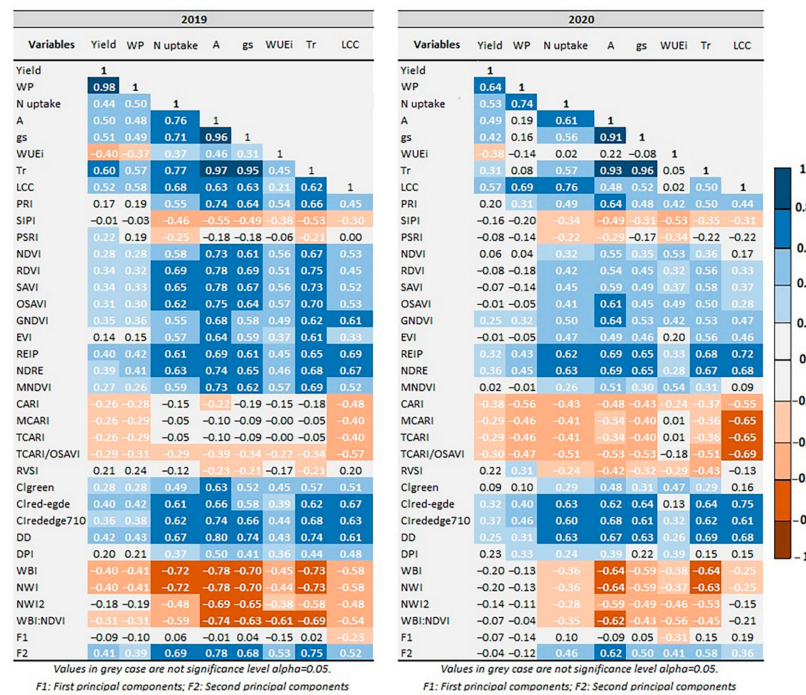 2019
Variables Yield WP N uptake A gs WUEi Tr LCC
Yield 1
WP 0.98 1
N uptake 0.44 0.50 1
A 0.50 0.48 0.76 1
gs 0.51 0.49 0.71 0.96 1
WUEi −0.40 −0.37 0.37 0.46 0.31 1
Tr 0.60 0.57 0.77 0.97 0.95 0.45 1
LCC 0.52 0.58 0.68 0.63 0.63 0.21 0.62 1
PRI 0.17 0.19 0.55 0.74 0.64 0.54 0.66 0.45
SIPI −0.01 −0.03 −0.46 −0.55 −0.49 −0.38 −0.53 −0.30
PSRI 0.22 0.19 −0.25 −0.18 −0.18 −0.06 −0.21 0.00
NDVI 0.28 0.28 0.58 0.73 0.61 0.56 0.67 0.53
RDVI 0.34 0.32 0.69 0.78 0.69 0.51 0.75 0.45
SAVI 0.34 0.33 0.65 0.78 0.67 0.56 0.73 0.52
OSAVI 0.31 0.30 0.62 0.75 0.64 0.57 0.70 0.53
GNDVI 0.35 0.36 0.55 0.68 0.58 0.49 0.62 0.61
EVI 0.14 0.15 0.57 0.64 0.59 0.37 0.61 0.33
REIP 0.40 0.42 0.61 0.69 0.61 0.45 0.65 0.69
NDRE 0.39 0.41 0.63 0.74 0.65 0.46 0.68 0.67
MNDVI 0.27 0.26 0.59 0.73 0.62 0.57 0.69 0.52
CARI −0.26 −0.28 −0.15 −0.22 −0.19 −0.15 −0.18 −0.48
MCARI −0.26 −0.29 −0.05 −0.10 −0.09 −0.00 −0.05 −0.40
TCARI −0.26 −0.29 −0.05 −0.10 −0.09 −0.00 −0.05 −0.40
TCARI/OSAVI −0.29 −0.31 −0.29 −0.39 −0.34 −0.27 −0.34 −0.57
RVSI 0.21 0.24 −0.12 −0.23 −0.21 −0.17 −0.21 0.20
CIgreen 0.28 0.28 0.49 0.63 0.52 0.45 0.57 0.51
CIred-egde 0.40 0.42 0.61 0.66 0.58 0.39 0.62 0.67
CIrededge710 0.36 0.38 0.62 0.74 0.66 0.44 0.68 0.63
DD 0.42 0.43 0.67 0.80 0.74 0.43 0.74 0.61
DPI 0.20 0.21 0.37 0.50 0.41 0.36 0.44 0.48
WBI −0.40 −0.41 −0.72 −0.78 −0.70 −0.45 −0.73 −0.58
NWI −0.40 −0.41 −0.72 −0.78 −0.70 −0.44 −0.73 −0.58
NWI2 −0.18 −0.19 −0.48 −0.69 −0.65 −0.38 −0.58 −0.48
WBI:NDVI −0.31 −0.31 −0.59 −0.74 −0.63 −0.61 −0.69 −0.54
F1 −0.09 −0.10 0.06 −0.01 0.04 −0.15 0.02 −0.23
F2 0.41 0.39 0.69 0.78 0.68 0.53 0.75 0.52
Values in grey case are not significance level alpha=0.05.
F1: First principal components; F2: Second principal components
2020
Variables Yield WP N uptake A gs WUEi Tr LCC
Yield 1
WP 0.64 1
N uptake 0.53 0.74 1
A 0.49 0.19 0.61 1
gs 0.42 0.16 0.56 0.91 1
WUEi −0.38 −0.14 0.02 0.22 −0.08 1
Tr 0.31 0.08 0.57 0.93 0.96 0.05 1
LCC 0.57 0.69 0.76 0.48 0.52 0.02 0.50 1
PRI 0.20 0.31 0.49 0.64 0.48 0.42 0.50 0.44
SIPI −0.16 −0.20 −0.34 −0.49 −0.31 −0.53 −0.35 −0.31
PSRI −0.08 −0.14 −0.22 −0.29 −0.17 −0.34 −0.22 −0.22
NDVI 0.06 0.04 0.32 0.55 0.35 0.53 0.36 0.17
RDVI −0.08 −0.18 0.42 0.54 0.45 0.32 0.56 0.33
SAVI −0.07 −0.14 0.45 0.59 0.49 0.37 0.58 0.37
OSAVI −0.01 −0.05 0.41 0.61 0.45 0.49 0.50 0.28
GNDVI 0.25 0.32 0.50 0.64 0.53 0.42 0.53 0.47
EVI −0.01 −0.05 0.47 0.49 0.49 0.20 0.56 0.46
REIP 0.32 0.43 0.62 0.69 0.65 0.33 0.68 0.72
NDRE 0.36 0.45 0.63 0.69 0.65 0.28 0.67 0.68
MNDVI 0.02 −0.01 0.26 0.51 0.30 0.54 0.31 0.09
CARI −0.38 −0.56 −0.43 −0.48 −0.43 −0.24 −0.37 −0.55
MCARI −0.29 −0.46 −0.41 −0.34 −0.40 0.01 −0.36 −0.65
TCARI −0.29 −0.46 −0.41 −0.34 −0.40 0.01 −0.36 −0.65
TCARI/OSAVI −0.30 −0.47 −0.51 −0.53 −0.53 −0.18 −0.51 −0.69
RVSI 0.22 0.31 −0.24 −0.42 −0.32 −0.29 −0.43 −0.13
CIgreen 0.09 0.10 0.29 0.48 0.31 0.47 0.29 0.16
CIred-egde 0.32 0.40 0.63 0.62 0.64 0.13 0.64 0.75
CIrededge710 0.37 0.46 0.60 0.68 0.61 0.32 0.62 0.61
DD 0.25 0.31 0.63 0.67 0.63 0.26 0.69 0.68
DPI 0.23 0.33 0.24 0.39 0.22 0.39 0.15 0.15
WBI −0.20 −0.13 −0.36 −0.64 −0.59 −0.38 −0.64 −0.25
NWI −0.20 −0.13 −0.36 −0.64 −0.59 −0.37 −0.63 −0.25
NWI2 −0.14 −0.11 −0.28 −0.59 −0.49 −0.46 −0.53 −0.15
WBI:NDVI −0.07 −0.04 −0.35 −0.62 −0.43 −0.56 −0.45 −0.21
F1 −0.07 −0.14 0.10 −0.09 0.05 −0.31 0.15 0.19
F2 −0.04 −0.12 0.46 0.62 0.50 0.41 0.58 0.36
Values in grey case are not significance level alpha=0.05.
F1: First principal components; F2: Second principal components